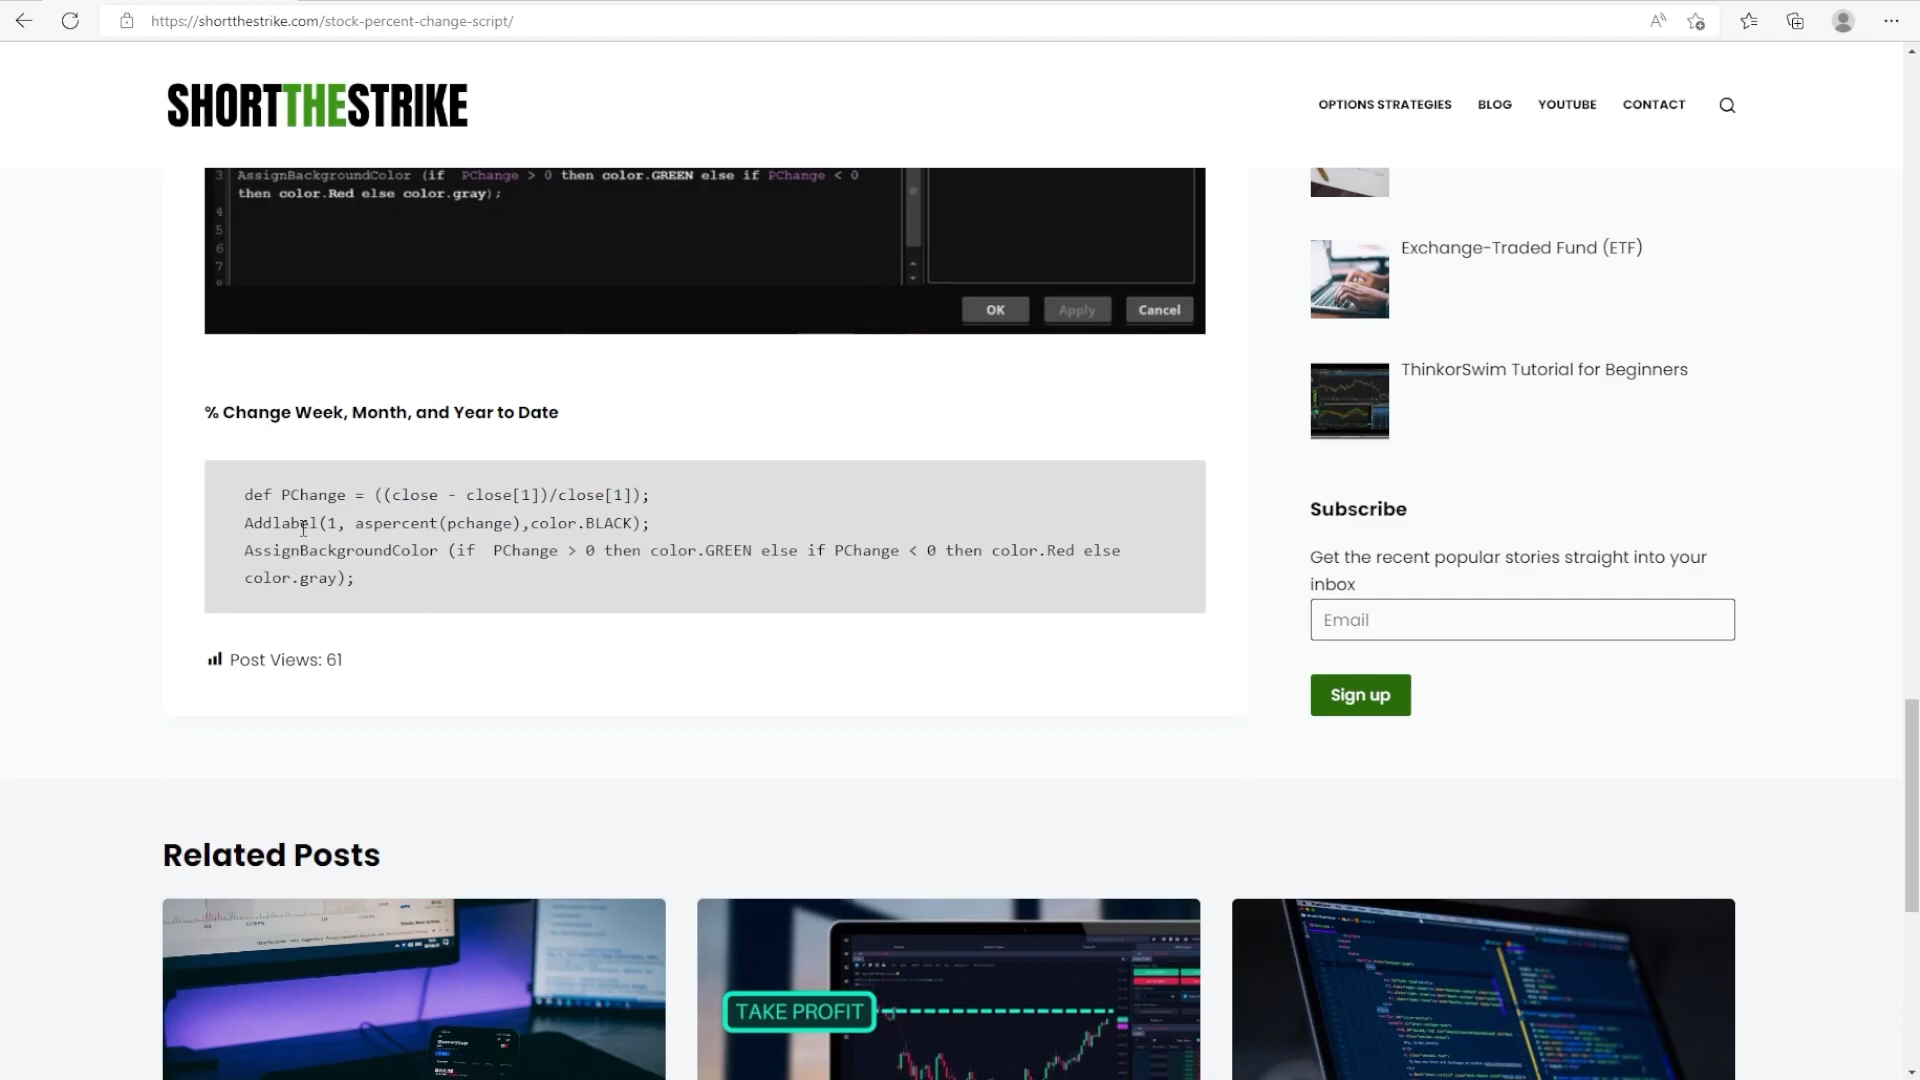 https://shortthestrike.com/stock-percent-change-script/
SHORTTHESTRIKE
OPTIONS STRATEGIES
BLOG
YOUTUBE
CONTACT
3 AssignBackgroundColor (if  PChange > 0 then color.GREEN else if PChange < 0
then color.Red else color.gray);
4
5
6
7
OK
Apply
Cancel
% Change Week, Month, and Year to Date
def PChange = ((close - close[1])/close[1]);
Addlabel(1, aspercent(pchange),color.BLACK);
AssignBackgroundColor (if  PChange > 0 then color.GREEN else if PChange < 0 then color.Red else
color.gray);
Post Views: 61
Exchange-Traded Fund (ETF)
ThinkorSwim Tutorial for Beginners
Subscribe
Get the recent popular stories straight into your
inbox
Email
Sign up
Related Posts
TAKE PROFIT